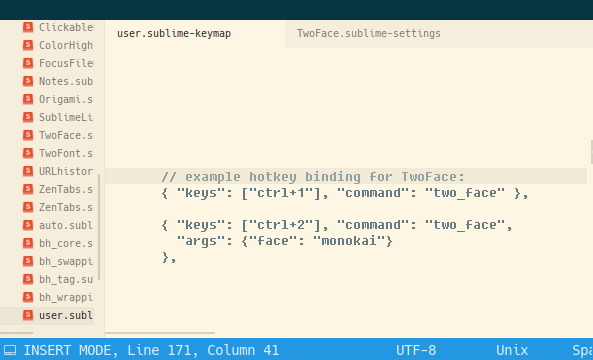 Clickable
ColorHigh
FocusFile
Notes.sub
Origami.s
SublimeLi
TwoFace.s
TwoFont.s
URLhistor
ZenTabs.s
ZenTabs.s
auto.subl
bh_core.s
bh_swappi
bh_tag.su
bh_wrappi
user.subl
user.sublime-keymap
TwoFace.sublime-settings
// example hotkey binding for TwoFace:
{ "keys": ["ctrl+1"], "command": "two_face" },
{ "keys": ["ctrl+2"], "command": "two_face",
"args": {"face": "monokai"}
},
INSERT MODE, Line 171, Column 41
UTF-8
Unix
Spa